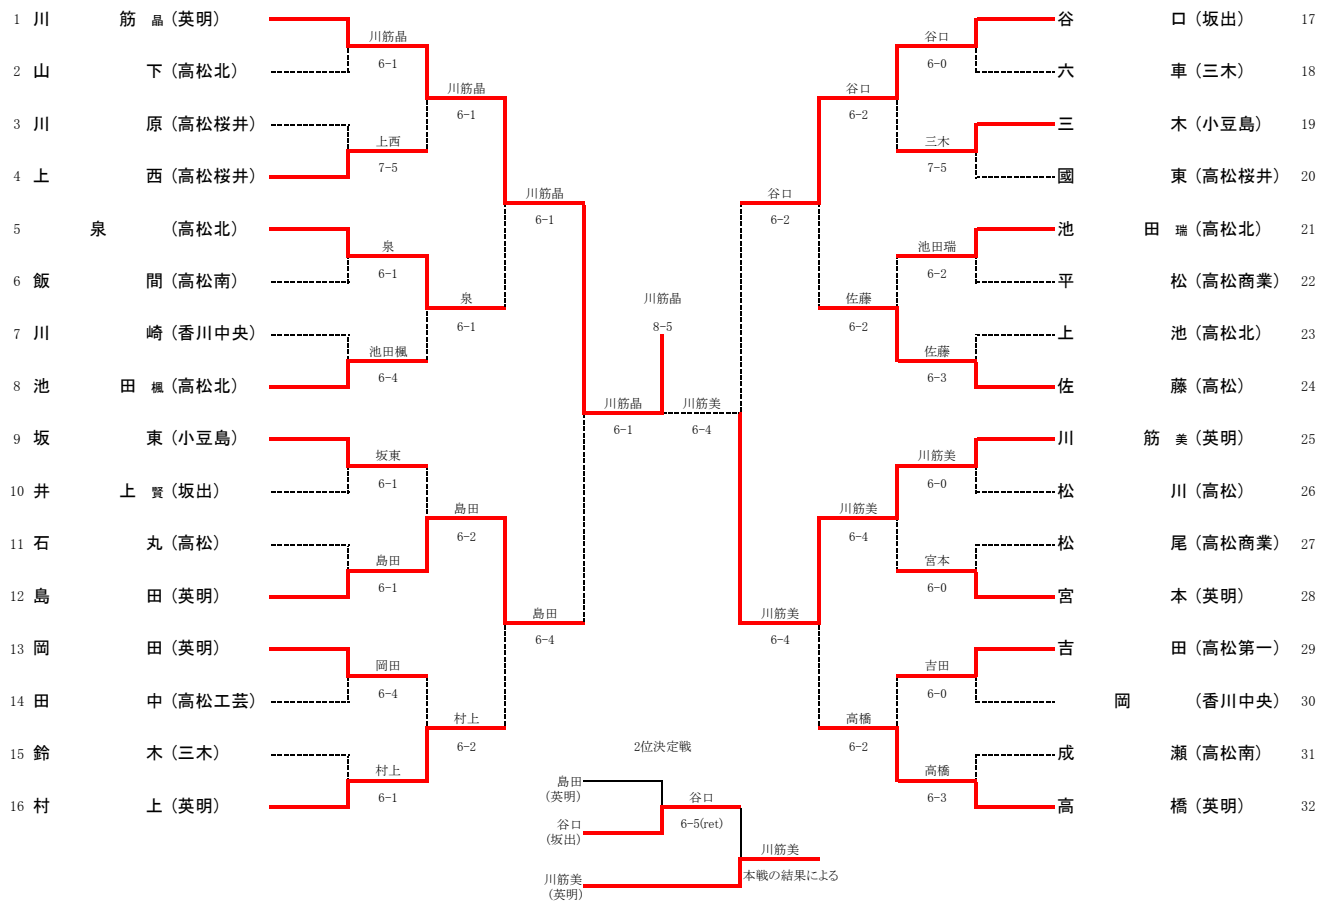 1 川筋 晶 (英明)
2 山下 (高松北)
3 川原 (高松桜井)
4 上西 (高松桜井)
5 泉 (高松北)
6 飯間 (高松南)
7 川崎 (香川中央)
8 池田 楓 (高松北)
9 坂東 (小豆島)
10 井上 賢 (坂出)
11 石丸 (高松)
12 島田 (英明)
13 岡田 (英明)
14 田中 (高松工芸)
15 鈴木 (三木)
16 村上 (英明)
川筋晶
6-1
上西
7-5
泉
6-1
池田楓
6-4
坂東
6-1
島田
6-1
岡田
6-4
村上
6-1
川筋晶
6-1
泉
6-1
島田
6-2
村上
6-2
川筋晶
6-1
島田
6-4
川筋晶
6-1
川筋晶
8-5
川筋美
6-4
谷口
6-2
川筋美
6-4
谷口
6-2
佐藤
6-2
川筋美
6-4
高橋
6-2
谷口
6-0
三木
7-5
池田瑞
6-2
佐藤
6-3
川筋美
6-0
宮本
6-0
吉田
6-0
高橋
6-3
谷口 (坂出) 17
六車 (三木) 18
三木 (小豆島) 19
國東 (高松桜井) 20
池田 瑞 (高松北) 21
平松 (高松商業) 22
上池 (高松北) 23
佐藤 (高松) 24
川筋 美 (英明) 25
松川 (高松) 26
松尾 (高松商業) 27
宮本 (英明) 28
吉田 (高松第一) 29
岡 (香川中央) 30
成瀬 (高松南) 31
高橋 (英明) 32
2位決定戦
島田
(英明)
谷口
(坂出)
谷口
6-5(ret)
川筋美
(英明)
川筋美
本戦の結果による